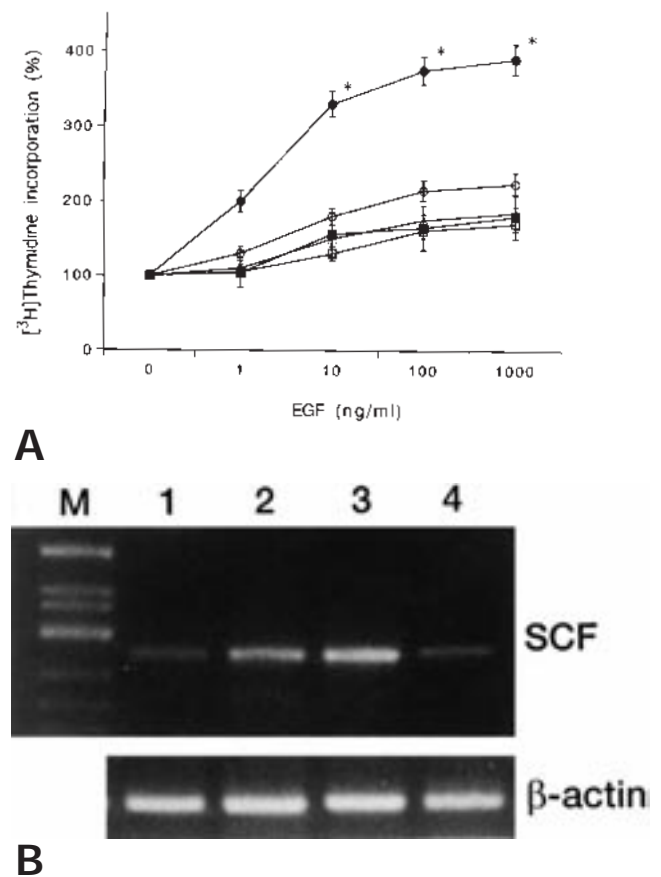 [³H]Thymidine incorporation (%)
400
300
200
100
0
* * *
0 1 10 100 1000
EGF (ng/ml)
A
M 1 2 3 4
SCF
β-actin
B